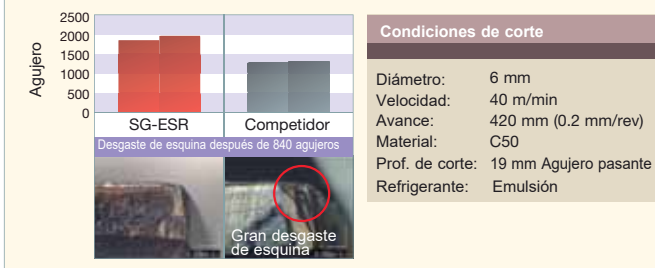 2500
2000
1500
1000
500
0
Agujero
SG-ESR
Competidor
Desgaste de esquina después de 840 agujeros
Gran desgaste
de esquina
Condiciones de corte
Diámetro: 6 mm
Velocidad: 40 m/min
Avance: 420 mm (0.2 mm/rev)
Material: C50
Prof. de corte: 19 mm Agujero pasante
Refrigerante: Emulsión